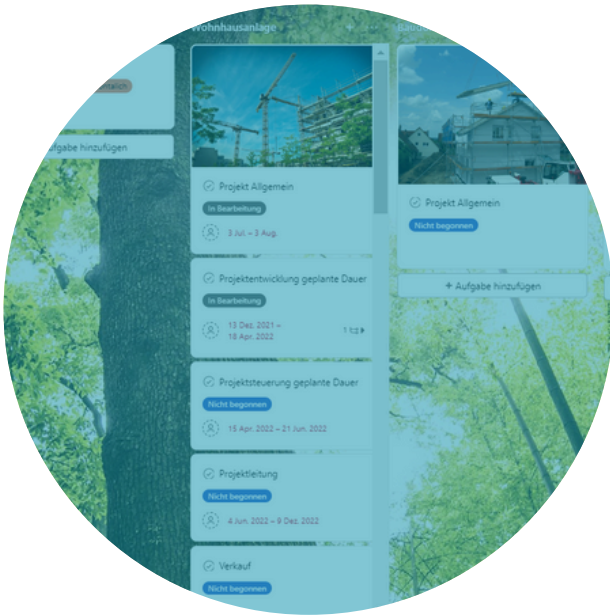 Wohnhausanlage
Aufgabe hinzufügen
Projekt Allgemein
In Bearbeitung
3 Jul. – 3 Aug.
Projektentwicklung geplante Dauer
In Bearbeitung
13 Dez. 2021 –
18 Apr. 2022
Projektsteuerung geplante Dauer
Nicht begonnen
15 Apr. 2022 – 21 Jun. 2022
Projektleitung
Nicht begonnen
4 Jun. 2022 – 9 Dez. 2022
Verkauf
Nicht begonnen
Projekt Allgemein
Nicht begonnen
+ Aufgabe hinzufügen